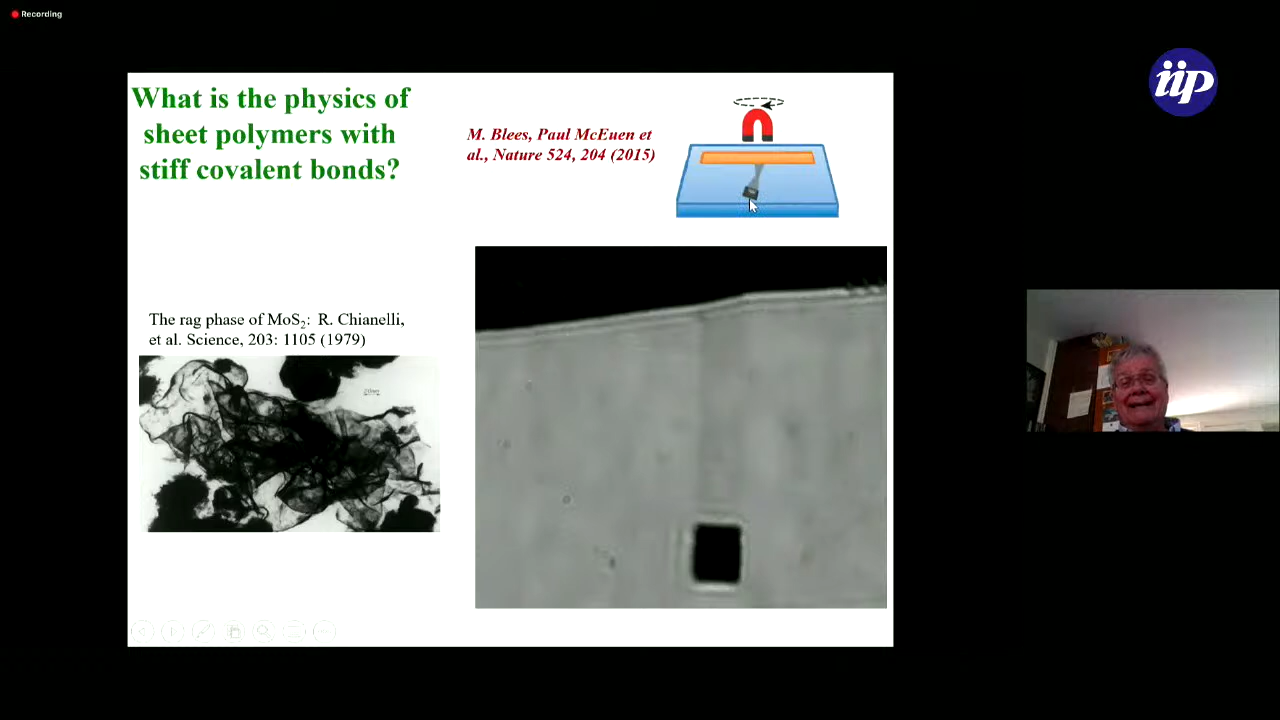 Recording
iip
What is the physics of
sheet polymers with
stiff covalent bonds?
M. Blees, Paul McEuen et
al., Nature 524, 204 (2015)
The rag phase of MoS₂: R. Chianelli,
et al. Science, 203: 1105 (1979)